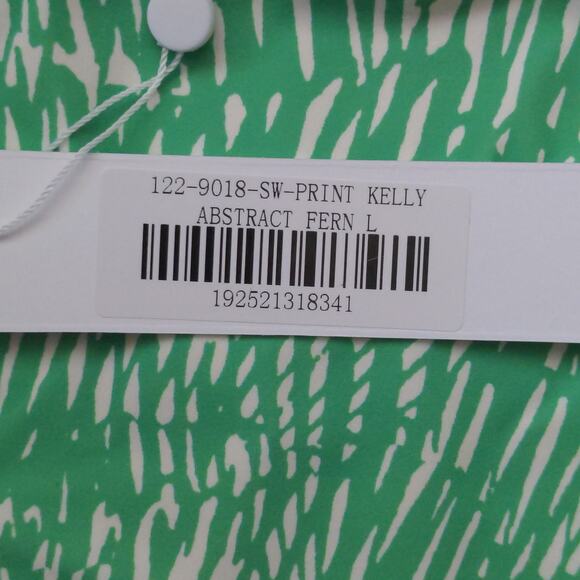 122-9018-SW-PRINT KELLY
ABSTRACT FERN L
192521318341